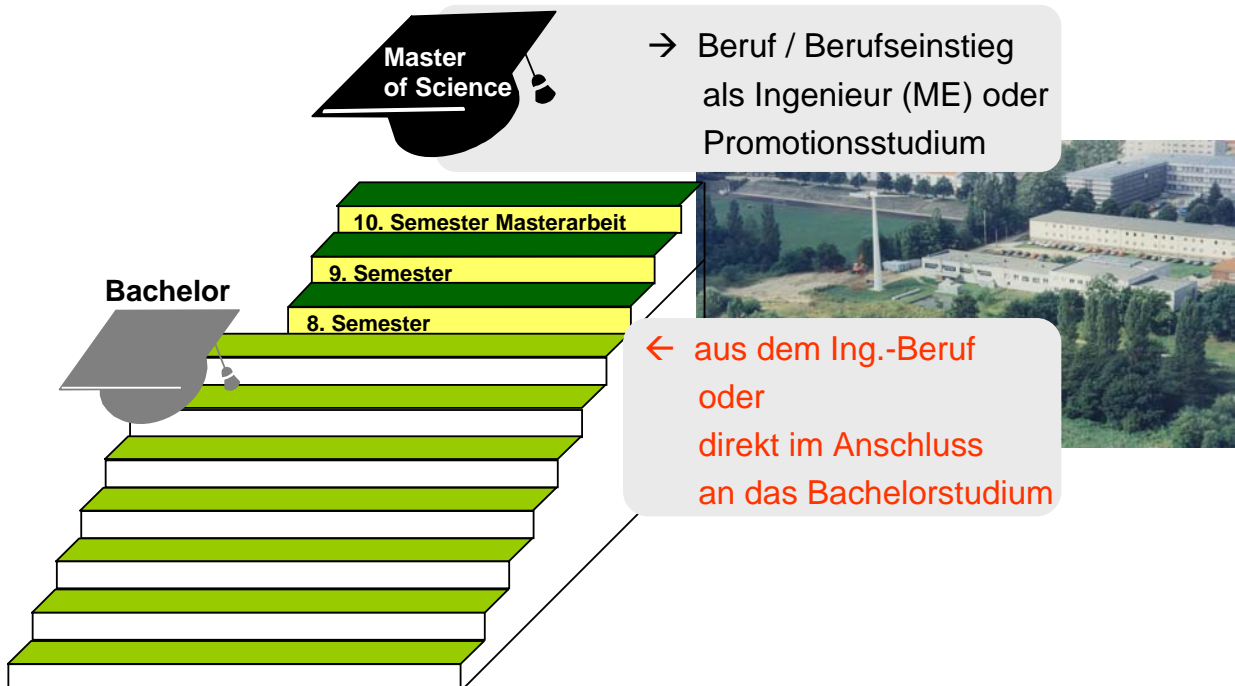 Master
of Science
→ Beruf / Berufseinstieg
als Ingenieur (ME) oder
Promotionsstudium
10. Semester Masterarbeit
9. Semester
Bachelor
8. Semester
← aus dem Ing.-Beruf
oder
direkt im Anschluss
an das Bachelorstudium